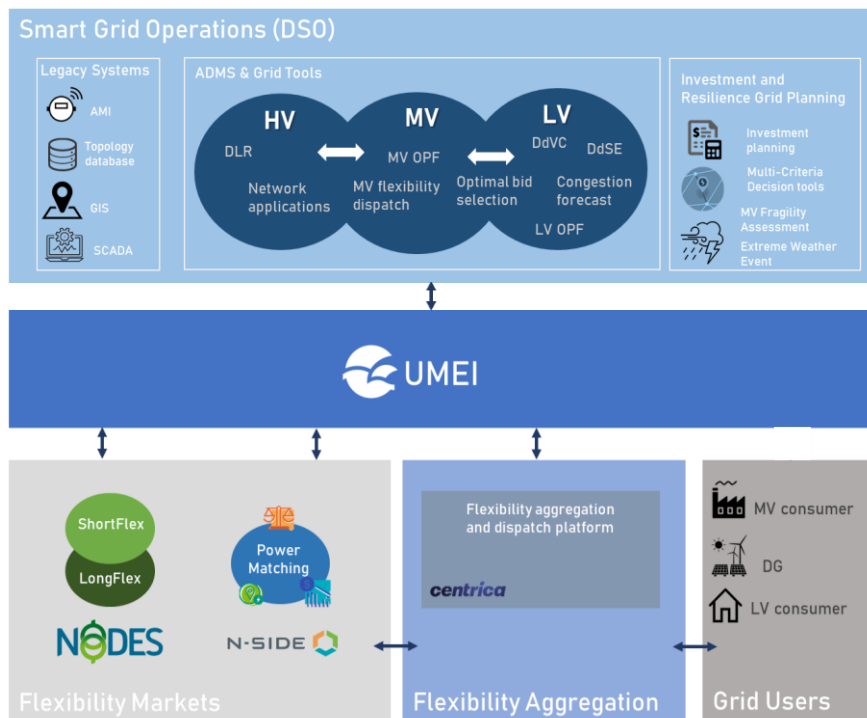 Smart Grid Operations (DSO)
Legacy Systems
AMI
Topology
database
GIS
SCADA
ADMS & Grid Tools
HV
MV
LV
DLR
MV OPF
DdVC
DdSE
Network
applications
MV flexibility
dispatch
Optimal bid
selection
Congestion
forecast
LV OPF
Investment and
Resilience Grid Planning
Investment
planning
Multi-Criteria
Decision tools
MV Fragility
Assessment
Extreme Weather
Event
UMEI
ShortFlex
LongFlex
NODES
Power
Matching
N-SIDE
Flexibility Markets
Flexibility aggregation
and dispatch platform
centrica
Flexibility Aggregation
MV consumer
DG
LV consumer
Grid Users